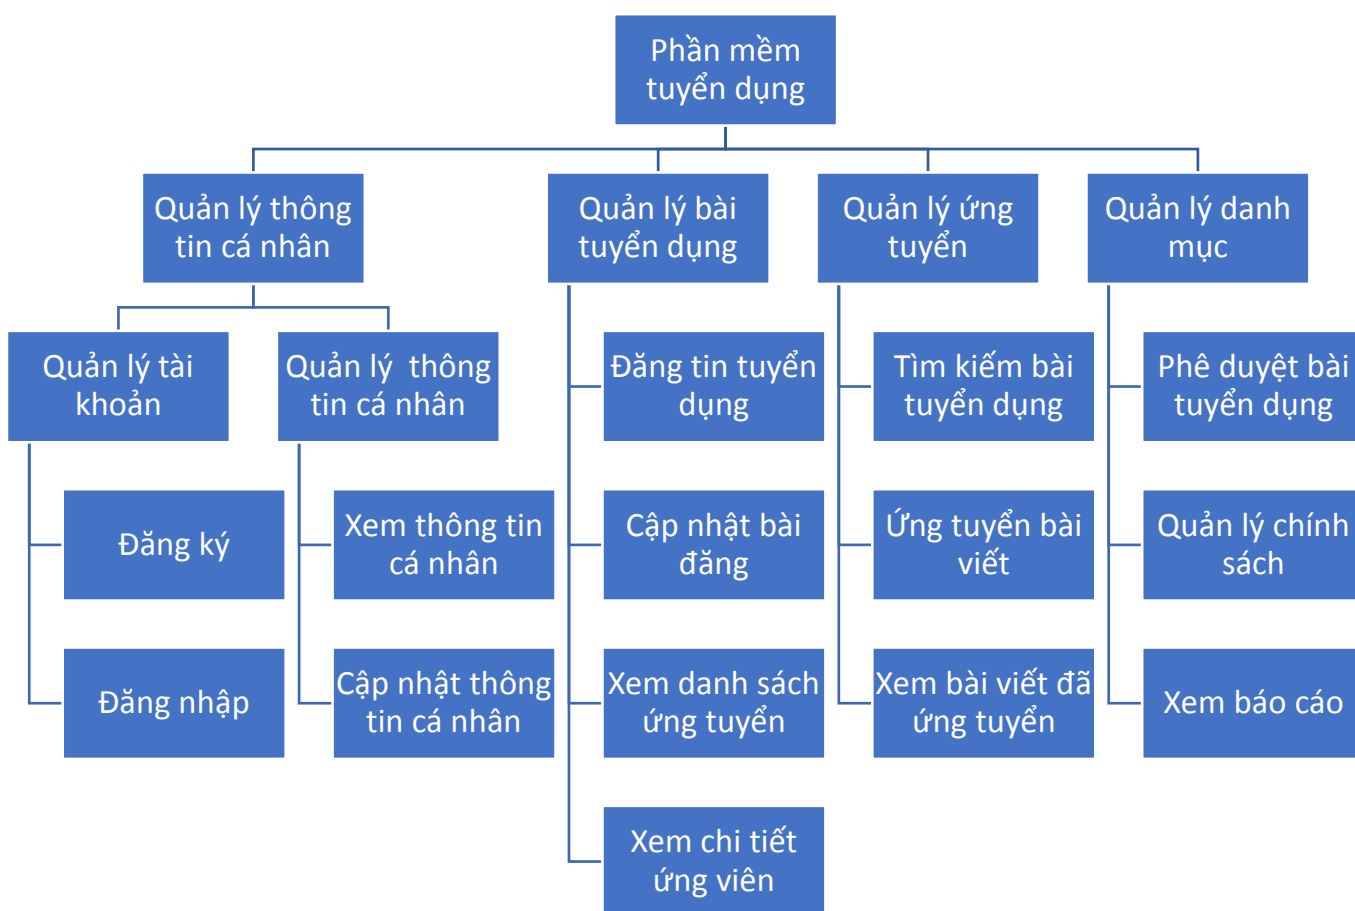 Phần mềm
tuyển dụng
Quản lý thông
tin cá nhân
Quản lý bài
tuyển dụng
Quản lý ứng
tuyển
Quản lý danh
mục
Quản lý tài
khoản
Quản lý  thông
tin cá nhân
Đăng tin tuyển
dụng
Tìm kiếm bài
tuyển dụng
Phê duyệt bài
tuyển dụng
Đăng ký
Xem thông tin
cá nhân
Cập nhật bài
đăng
Ứng tuyển bài
viết
Quản lý chính
sách
Đăng nhập
Cập nhật thông
tin cá nhân
Xem danh sách
ứng tuyển
Xem bài viết đã
ứng tuyển
Xem báo cáo
Xem chi tiết
ứng viên